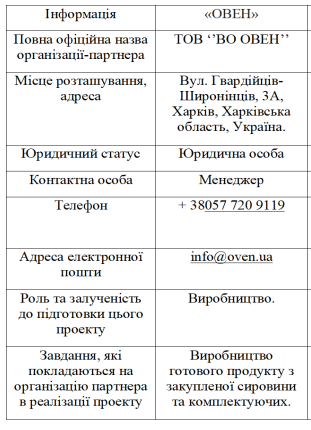 Інформація
«ОВЕН»
Повна офіційна назва
організації-партнера
ТОВ ‘’ВО ОВЕН’’
Місце розташування,
адреса
Вул. Гвардійців-
Широнінців, 3А,
Харків, Харківська
область, Україна.
Юридичний статус
Юридична особа
Контактна особа
Менеджер
Телефон
+ 38057 720 9119
Адреса електронної
пошти
info@oven.ua
Роль та залученість
до підготовки цього
проекту
Виробництво.
Завдання, які
покладаються на
організацію партнера
в реалізації проекту
Виробництво
готового продукту з
закупленої сировини
та комплектуючих.